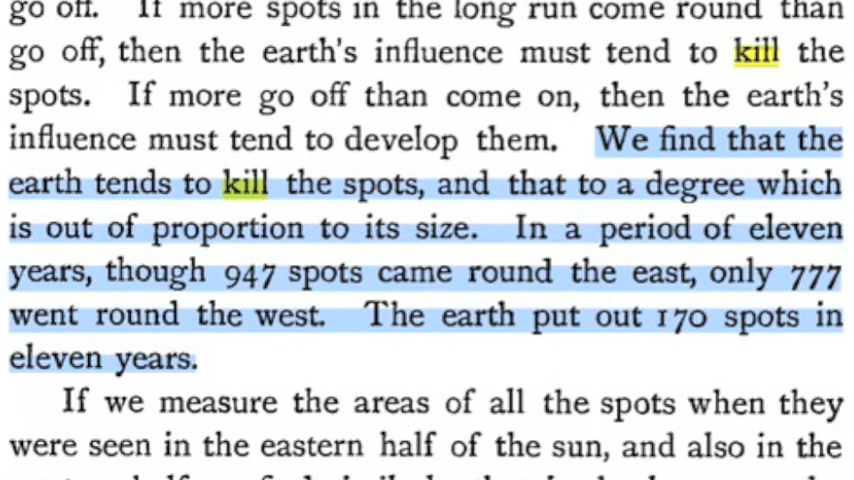 go off. If more spots in the long run come round than
go off, then the earth's influence must tend to kill the
spots. If more go off than come on, then the earth's
influence must tend to develop them. We find that the
earth tends to kill the spots, and that to a degree which
is out of proportion to its size. In a period of eleven
years, though 947 spots came round the east, only 777
went round the west. The earth put out 170 spots in
eleven years.
If we measure the areas of all the spots when they
were seen in the eastern half of the sun, and also in the